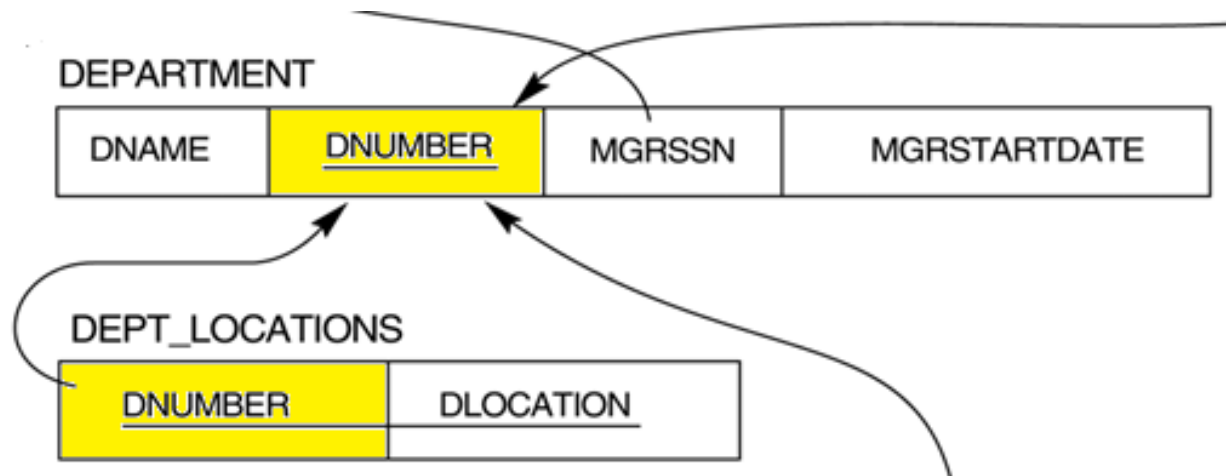 DEPARTMENT
DNAME DNUMBER MGRSSN MGRSTARTDATE
DEPT_LOCATIONS
DNUMBER DLOCATION